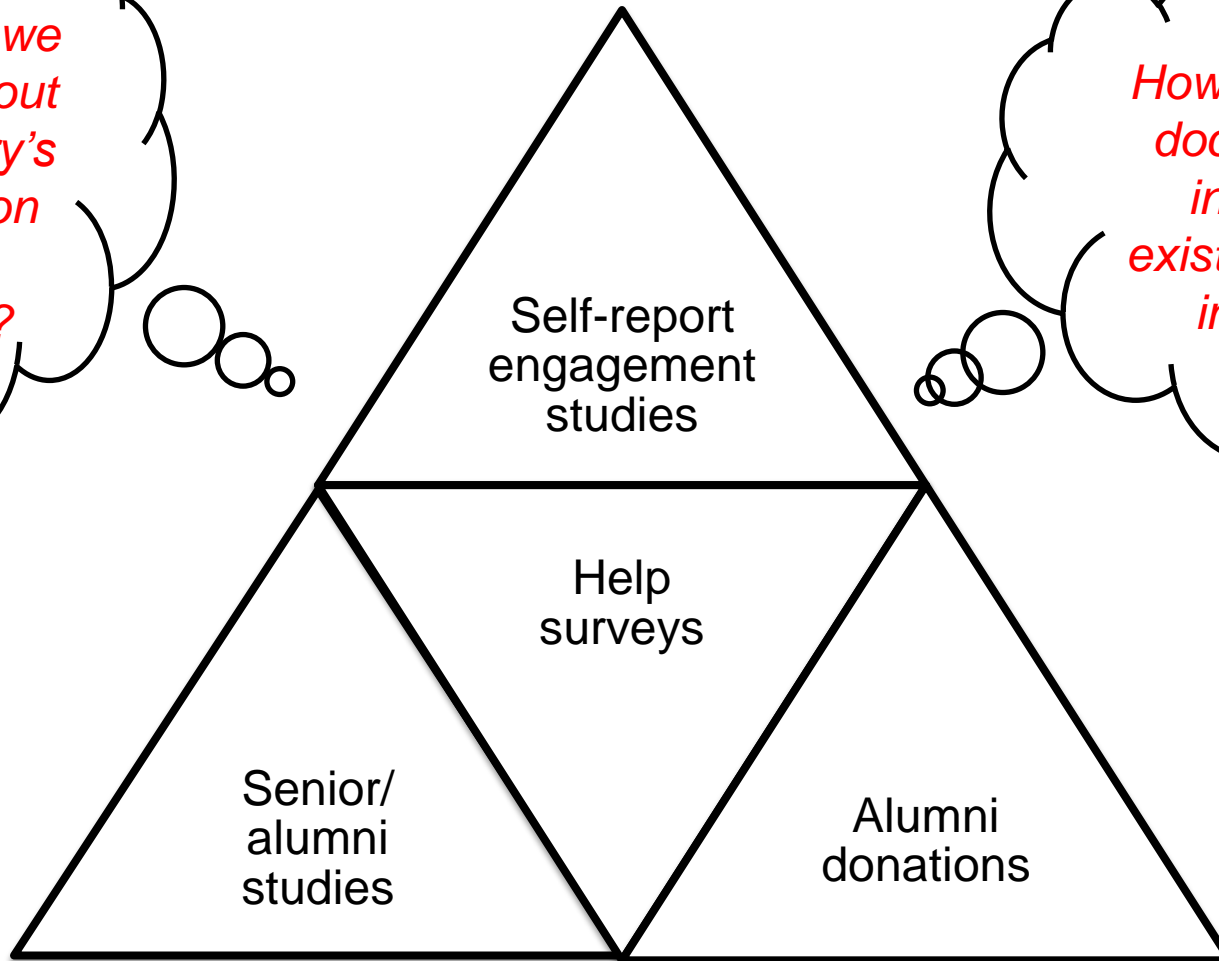 we
out
y's
on
?
How
doc
in
exist
in
Self-report
engagement
studies
Help
surveys
Senior/
alumni
studies
Alumni
donations